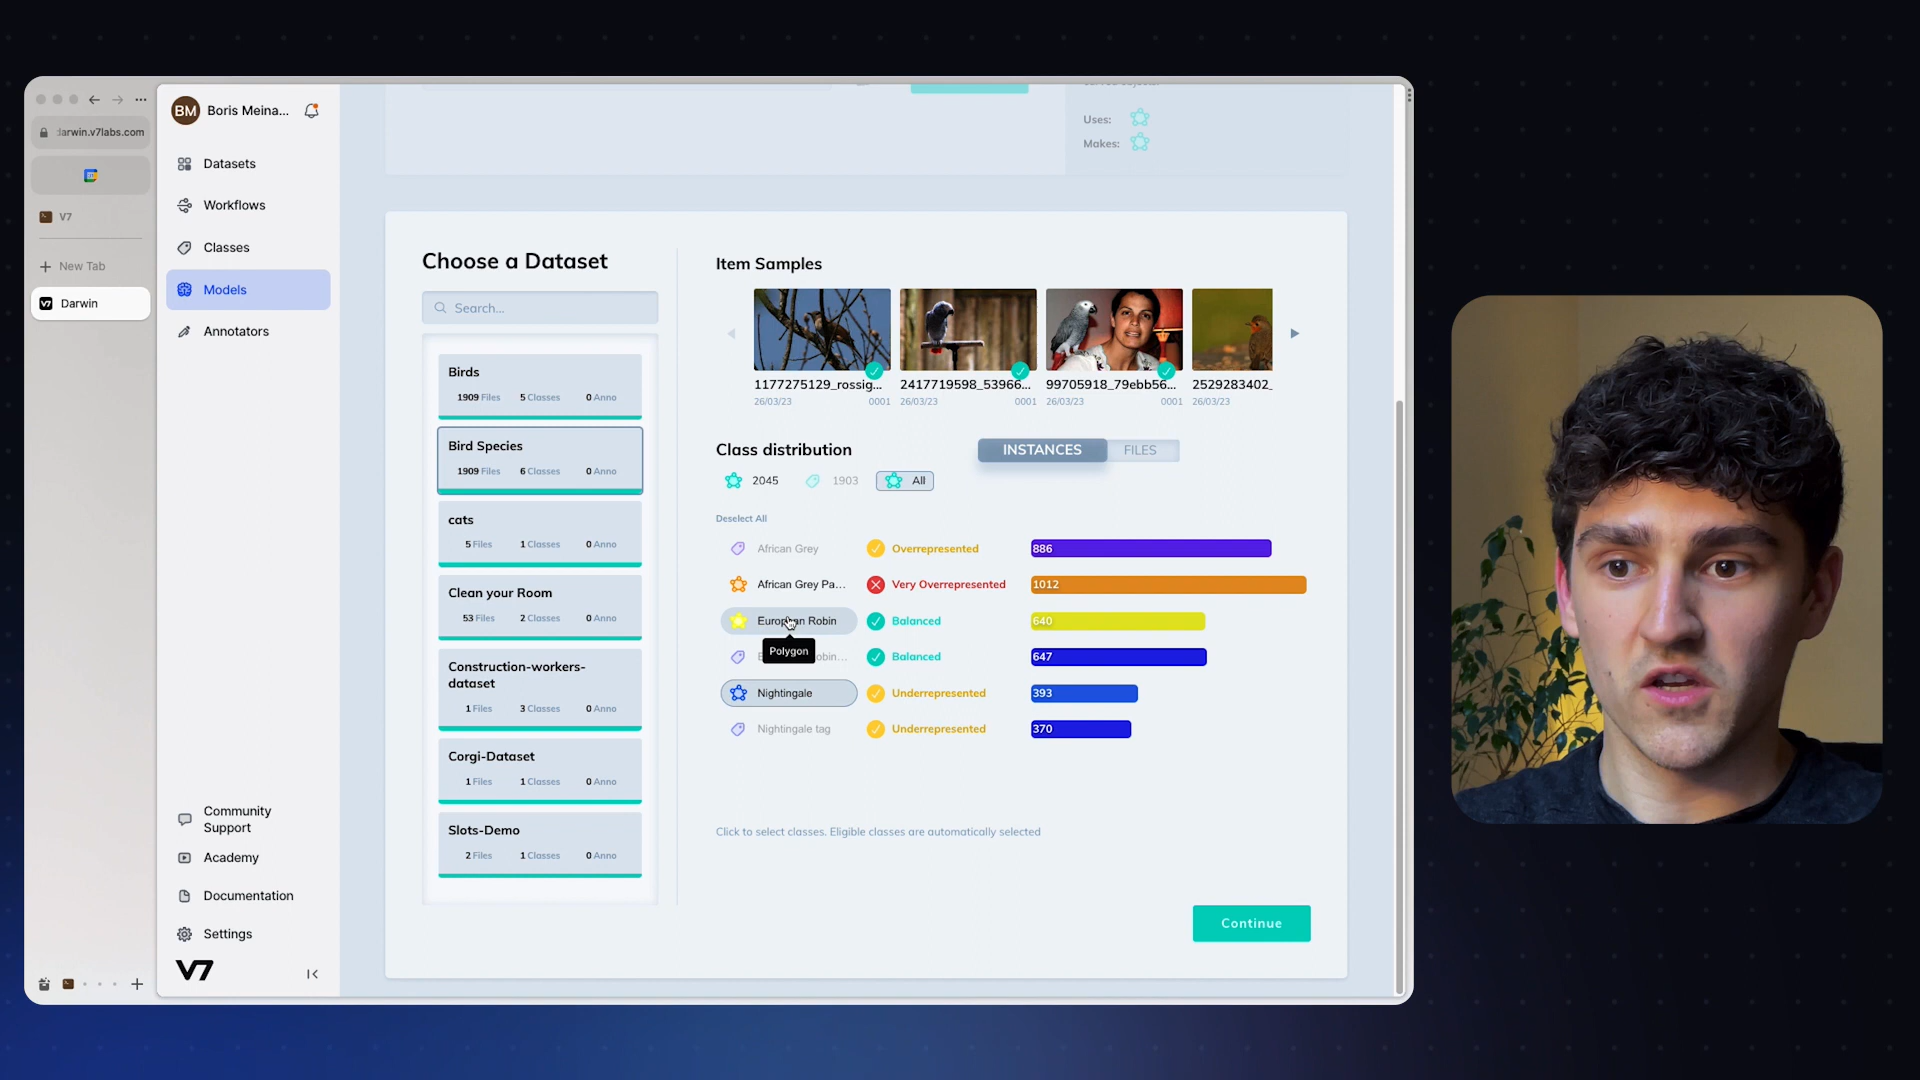 BM Boris Meina...
darwin.v7labs.com
V7
New Tab
Darwin
Datasets
Workflows
Classes
Models
Annotators
Community
Support
Academy
Documentation
Settings
V7
Uses:
Makes:
Choose a Dataset
Search...
Birds
1909 Files 5 Classes 0 Anno
Bird Species
1909 Files 6 Classes 0 Anno
cats
5 Files 1 Classes 0 Anno
Clean your Room
53 Files 2 Classes 0 Anno
Construction-workers-
dataset
1 Files 3 Classes 0 Anno
Corgi-Dataset
1 Files 1 Classes 0 Anno
Slots-Demo
2 Files 1 Classes 0 Anno
Item Samples
1177275129_rossig... 2417719598_53966... 99705918_79ebb56... 2529283402_
26/03/23 0001 26/03/23 0001 26/03/23 0001 26/03/23
Class distribution INSTANCES FILES
2045 1903 All
Deselect All
African Grey Overrepresented 886
African Grey Pa... Very Overrepresented 1012
European Robin Balanced 640
Polygon
Balanced 647
Nightingale Underrepresented 393
Nightingale tag Underrepresented 370
Click to select classes. Eligible classes are automatically selected
Continue